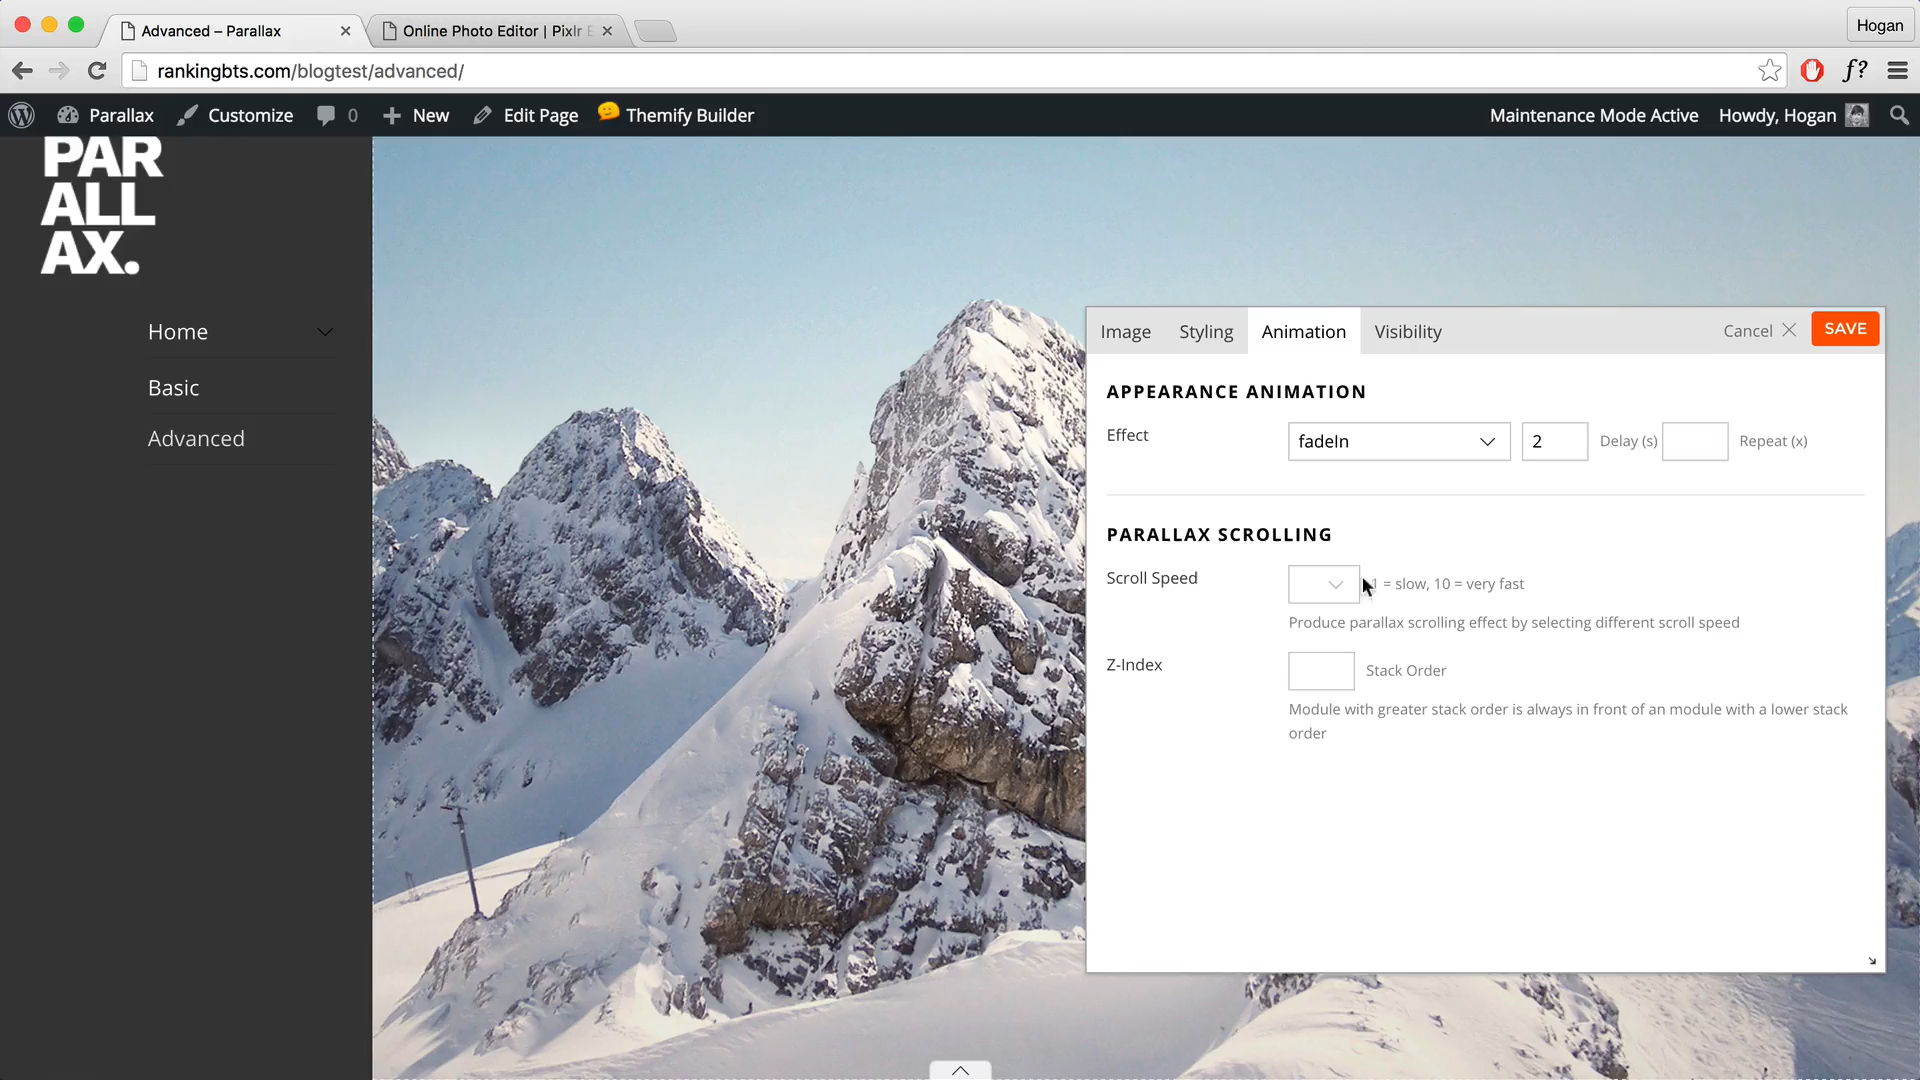 Advanced – Parallax
Online Photo Editor | Pixlr
Hogan
rankingbts.com/blogtest/advanced/
f?
Parallax
Customize
0
New
Edit Page
Themify Builder
Maintenance Mode Active
Howdy, Hogan
PAR
ALL
AX.
Home
Basic
Advanced
Image
Styling
Animation
Visibility
Cancel
SAVE
APPEARANCE ANIMATION
Effect
fadeIn
2
Delay (s)
Repeat (x)
PARALLAX SCROLLING
Scroll Speed
1 = slow, 10 = very fast
Produce parallax scrolling effect by selecting different scroll speed
Z-Index
Stack Order
Module with greater stack order is always in front of an module with a lower stack
order